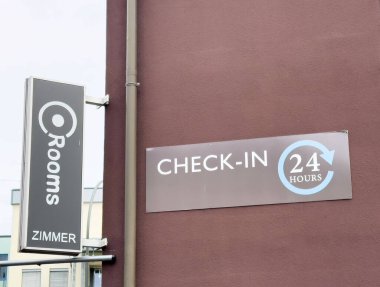 Rooms
ZIMMER
CHECK-IN
24
HOURS